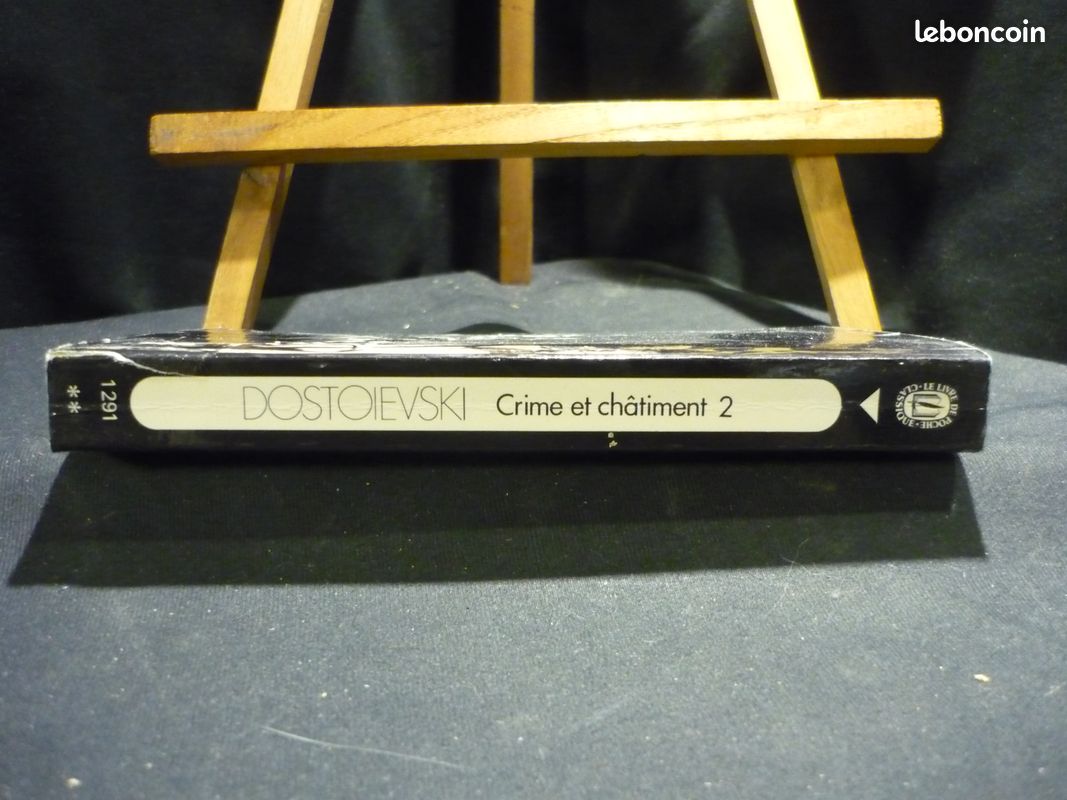 leboncoin
**
1291
DOSTOIEVSKI Crime et châtiment 2
LE LIVRE DE POCHE • CLASSIQUE •